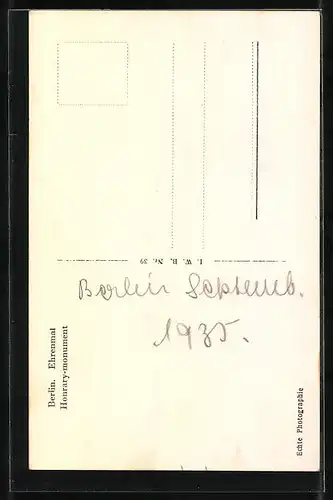 Berlin. Ehrenmal
Honrary-monument
I. W. B. Nr. 39
Berlin Septemb.
1935.
Echte Photographie